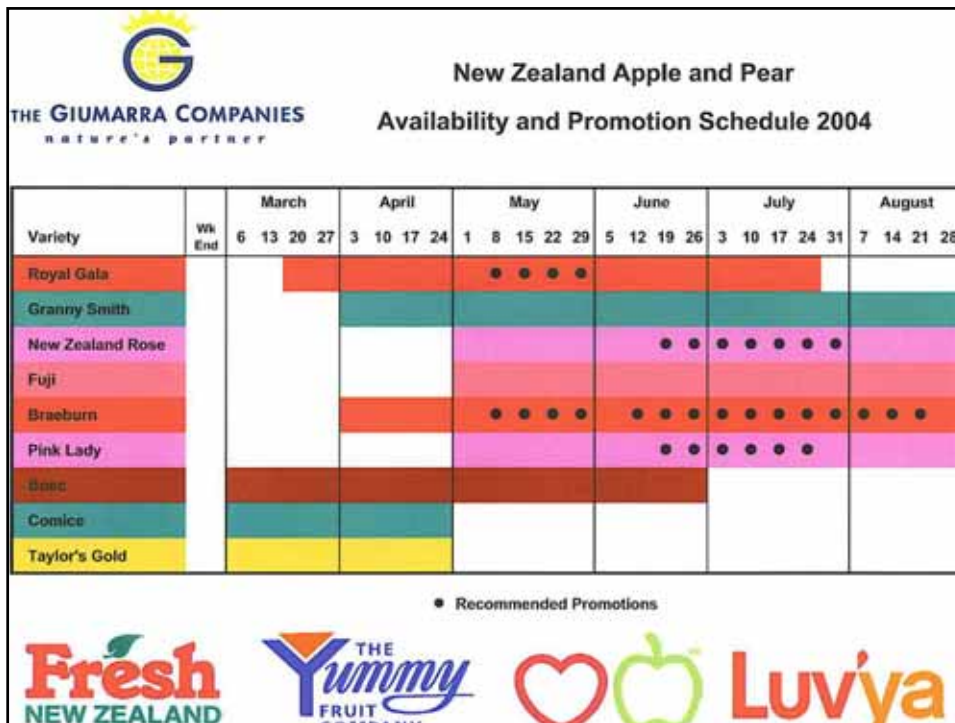 THE GIUMARRA COMPANIES
nature's partner
New Zealand Apple and Pear
Availability and Promotion Schedule 2004
March April May June July August
Variety Wk End 6 13 20 27 3 10 17 24 1 8 15 22 29 5 12 19 26 3 10 17 24 31 7 14 21 28
Royal Gala
Granny Smith
New Zealand Rose
Fuji
Braeburn
Pink Lady
Bosc
Comice
Taylor's Gold
● Recommended Promotions
Fresh
NEW ZEALAND
THE
Yummy
FRUIT
COMPANY
Luv'ya